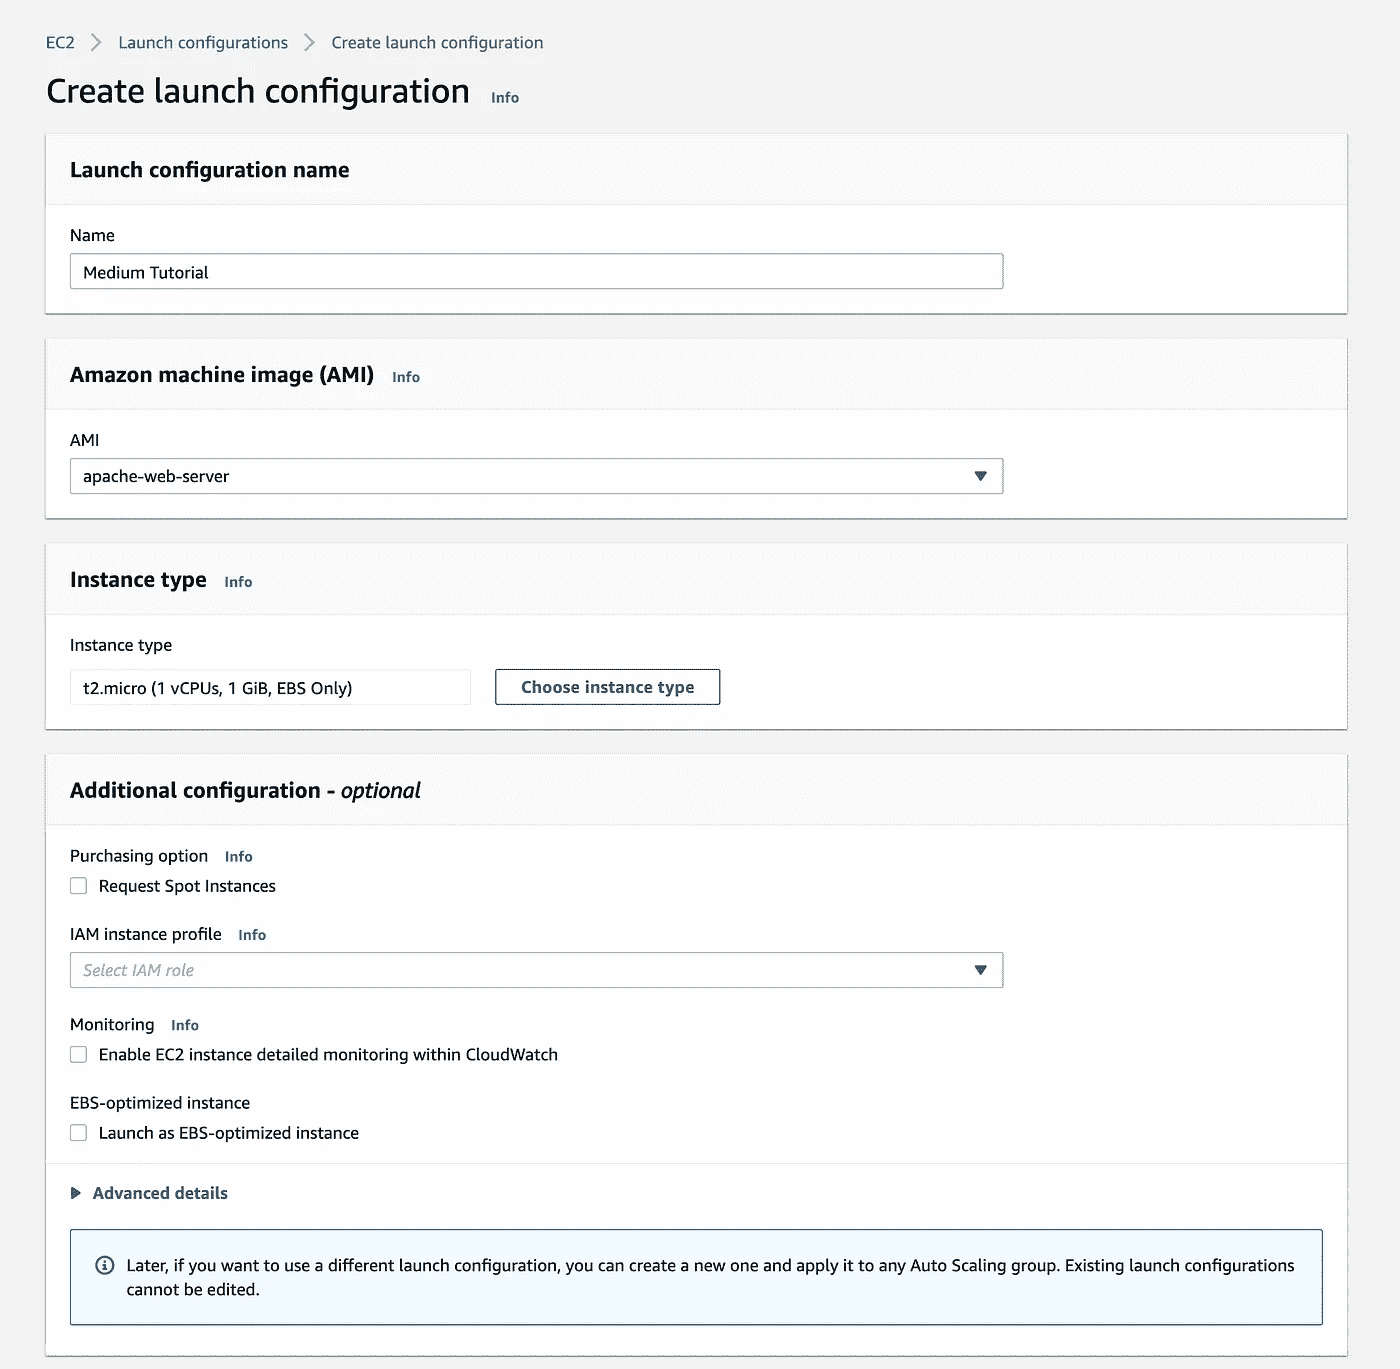 EC2 > Launch configurations > Create launch configuration
Create launch configuration Info
Launch configuration name
Name
Medium Tutorial
Amazon machine image (AMI) Info
AMI
apache-web-server
Instance type Info
Instance type
t2.micro (1 vCPUs, 1 GiB, EBS Only) Choose instance type
Additional configuration - optional
Purchasing option Info
Request Spot Instances
IAM instance profile Info
Select IAM role
Monitoring Info
Enable EC2 instance detailed monitoring within CloudWatch
EBS-optimized instance
Launch as EBS-optimized instance
Advanced details
Later, if you want to use a different launch configuration, you can create a new one and apply it to any Auto Scaling group. Existing launch configurations
cannot be edited.